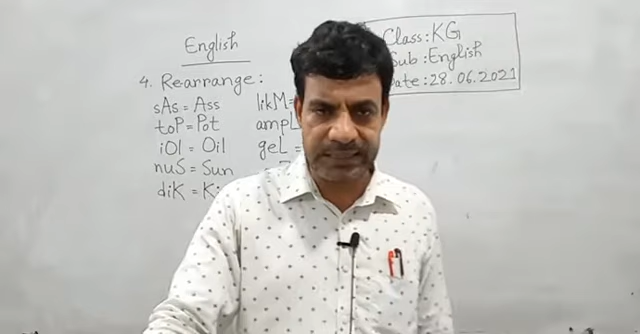 English
Class: KG
Sub: English
Date: 28.06.2021
4. Rearrange:
sAs = Ass
toP = Pot
iOl = Oil
nuS = Sun
diK = Ki
likM =
ampL
geL =